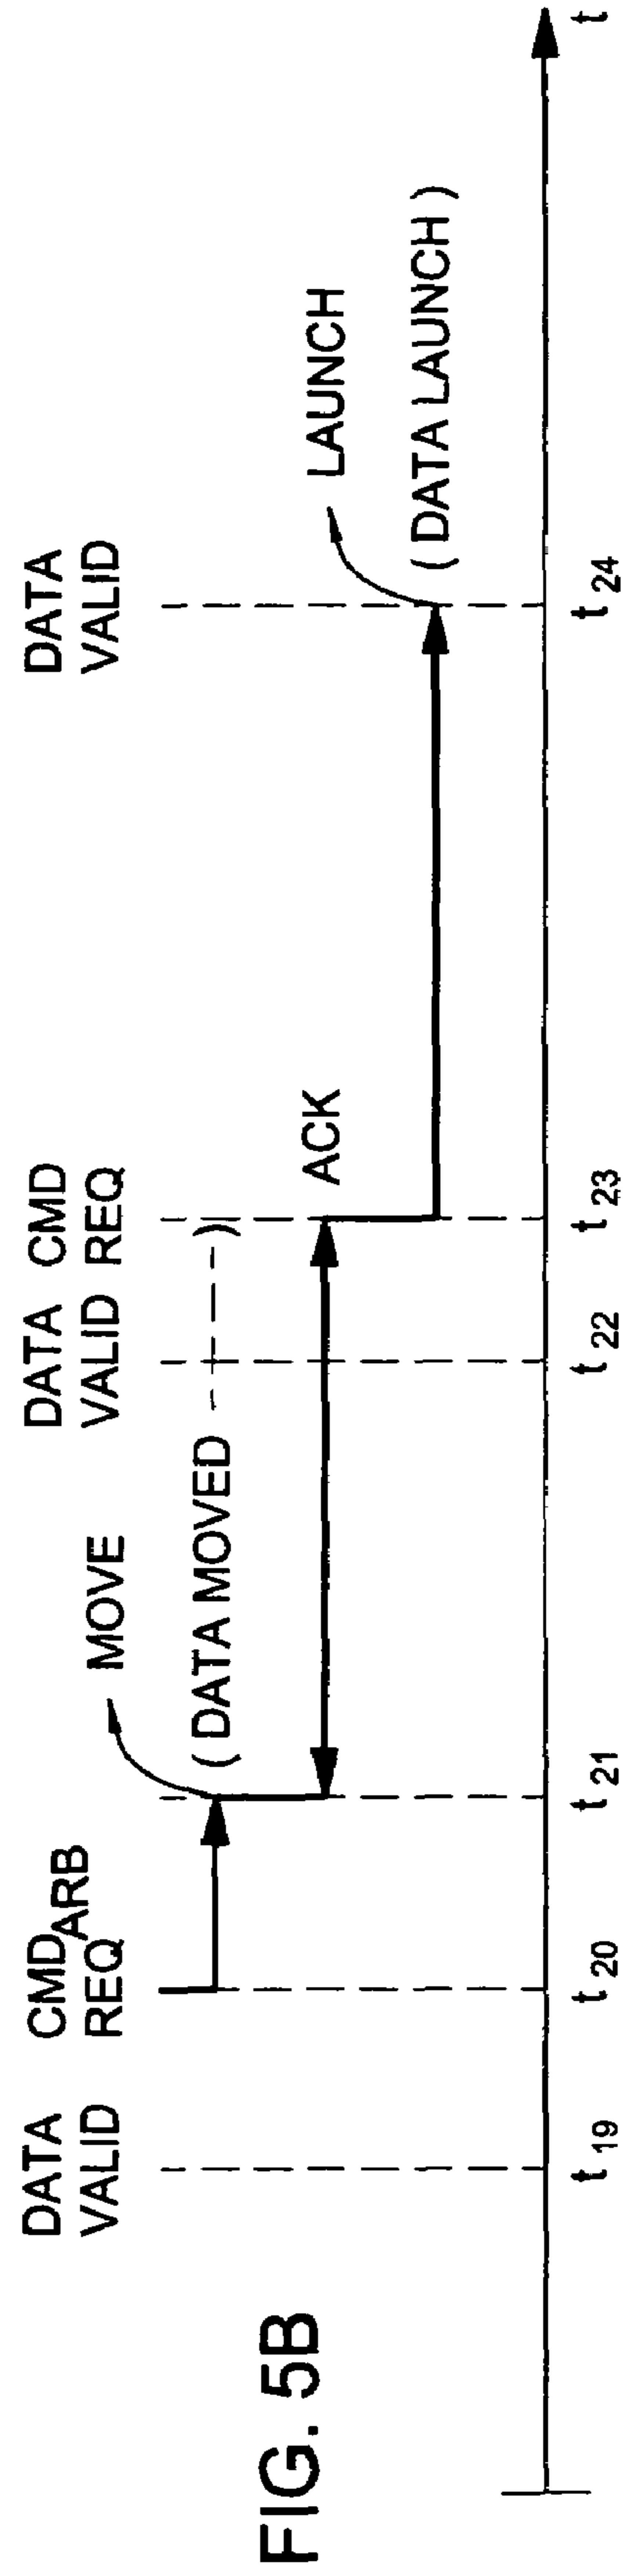 FIG. 5B
DATA VALID
CMD REQ
ARB
MOVE
( DATA MOVED - - - - )
DATA VALID
CMD REQ
ACK
DATA VALID
LAUNCH
( DATA LAUNCH )
t19
t20
t21
t22
t23
t24
t